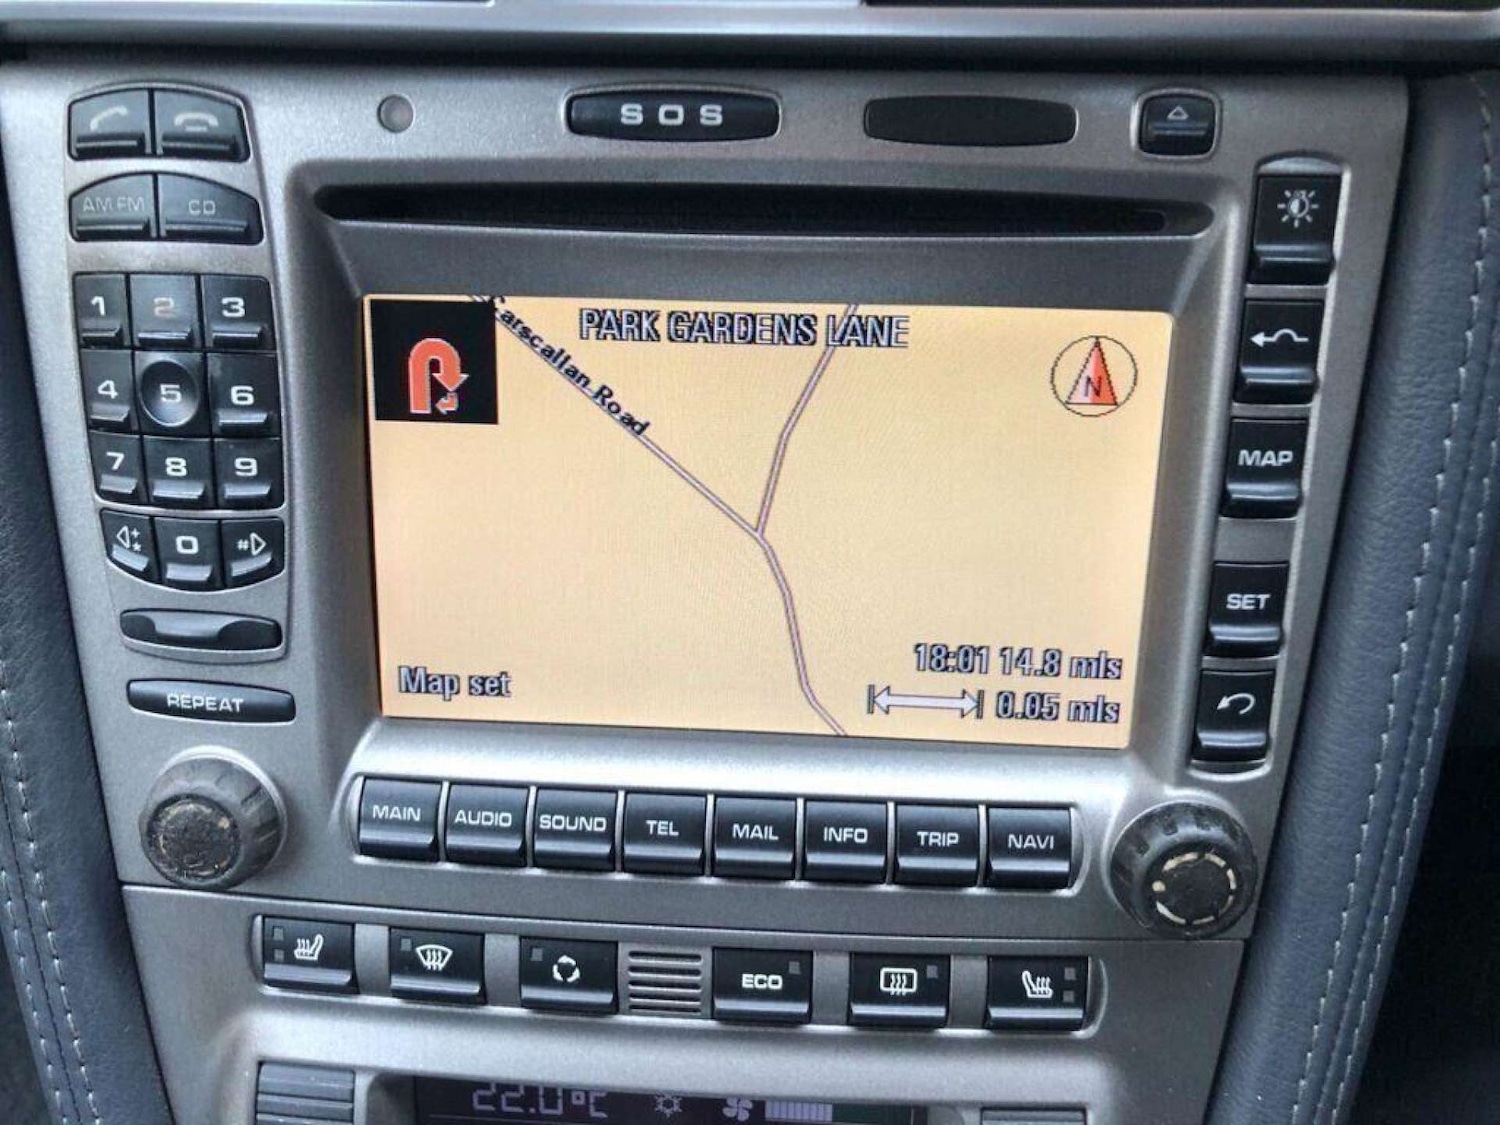 SOS
AM FM CD
1 2 3
4 5 6
7 8 9
* 0 #
REPEAT
PARK GARDENS LANE
Carscallan Road
N
18:01 14.8 mls
Map set
0.05 mls
MAP
SET
MAIN AUDIO SOUND TEL MAIL INFO TRIP NAVI
ECO
22.0°C